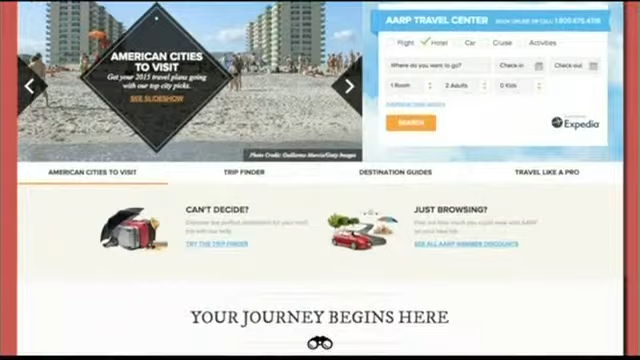 AMERICAN CITIES
TO VISIT
Get your 2015 travel plans going
with our top city picks.
SEE SLIDESHOW
Photo Credit: Guillermo Murcia/Getty Images
AARP TRAVEL CENTER
BOOK ONLINE OR CALL
Flight Hotel Car Cruise Activities
Where do you want to go? Check-in Check out
1 Room 2 Adults 0 Kids
SEARCH
Expedia
AMERICAN CITIES TO VISIT TRIP FINDER DESTINATION GUIDES TRAVEL LIKE A PRO
CAN'T DECIDE?
TRY THE TRIP FINDER
JUST BROWSING?
SEE ALL AARP MEMBER DISCOUNTS
YOUR JOURNEY BEGINS HERE